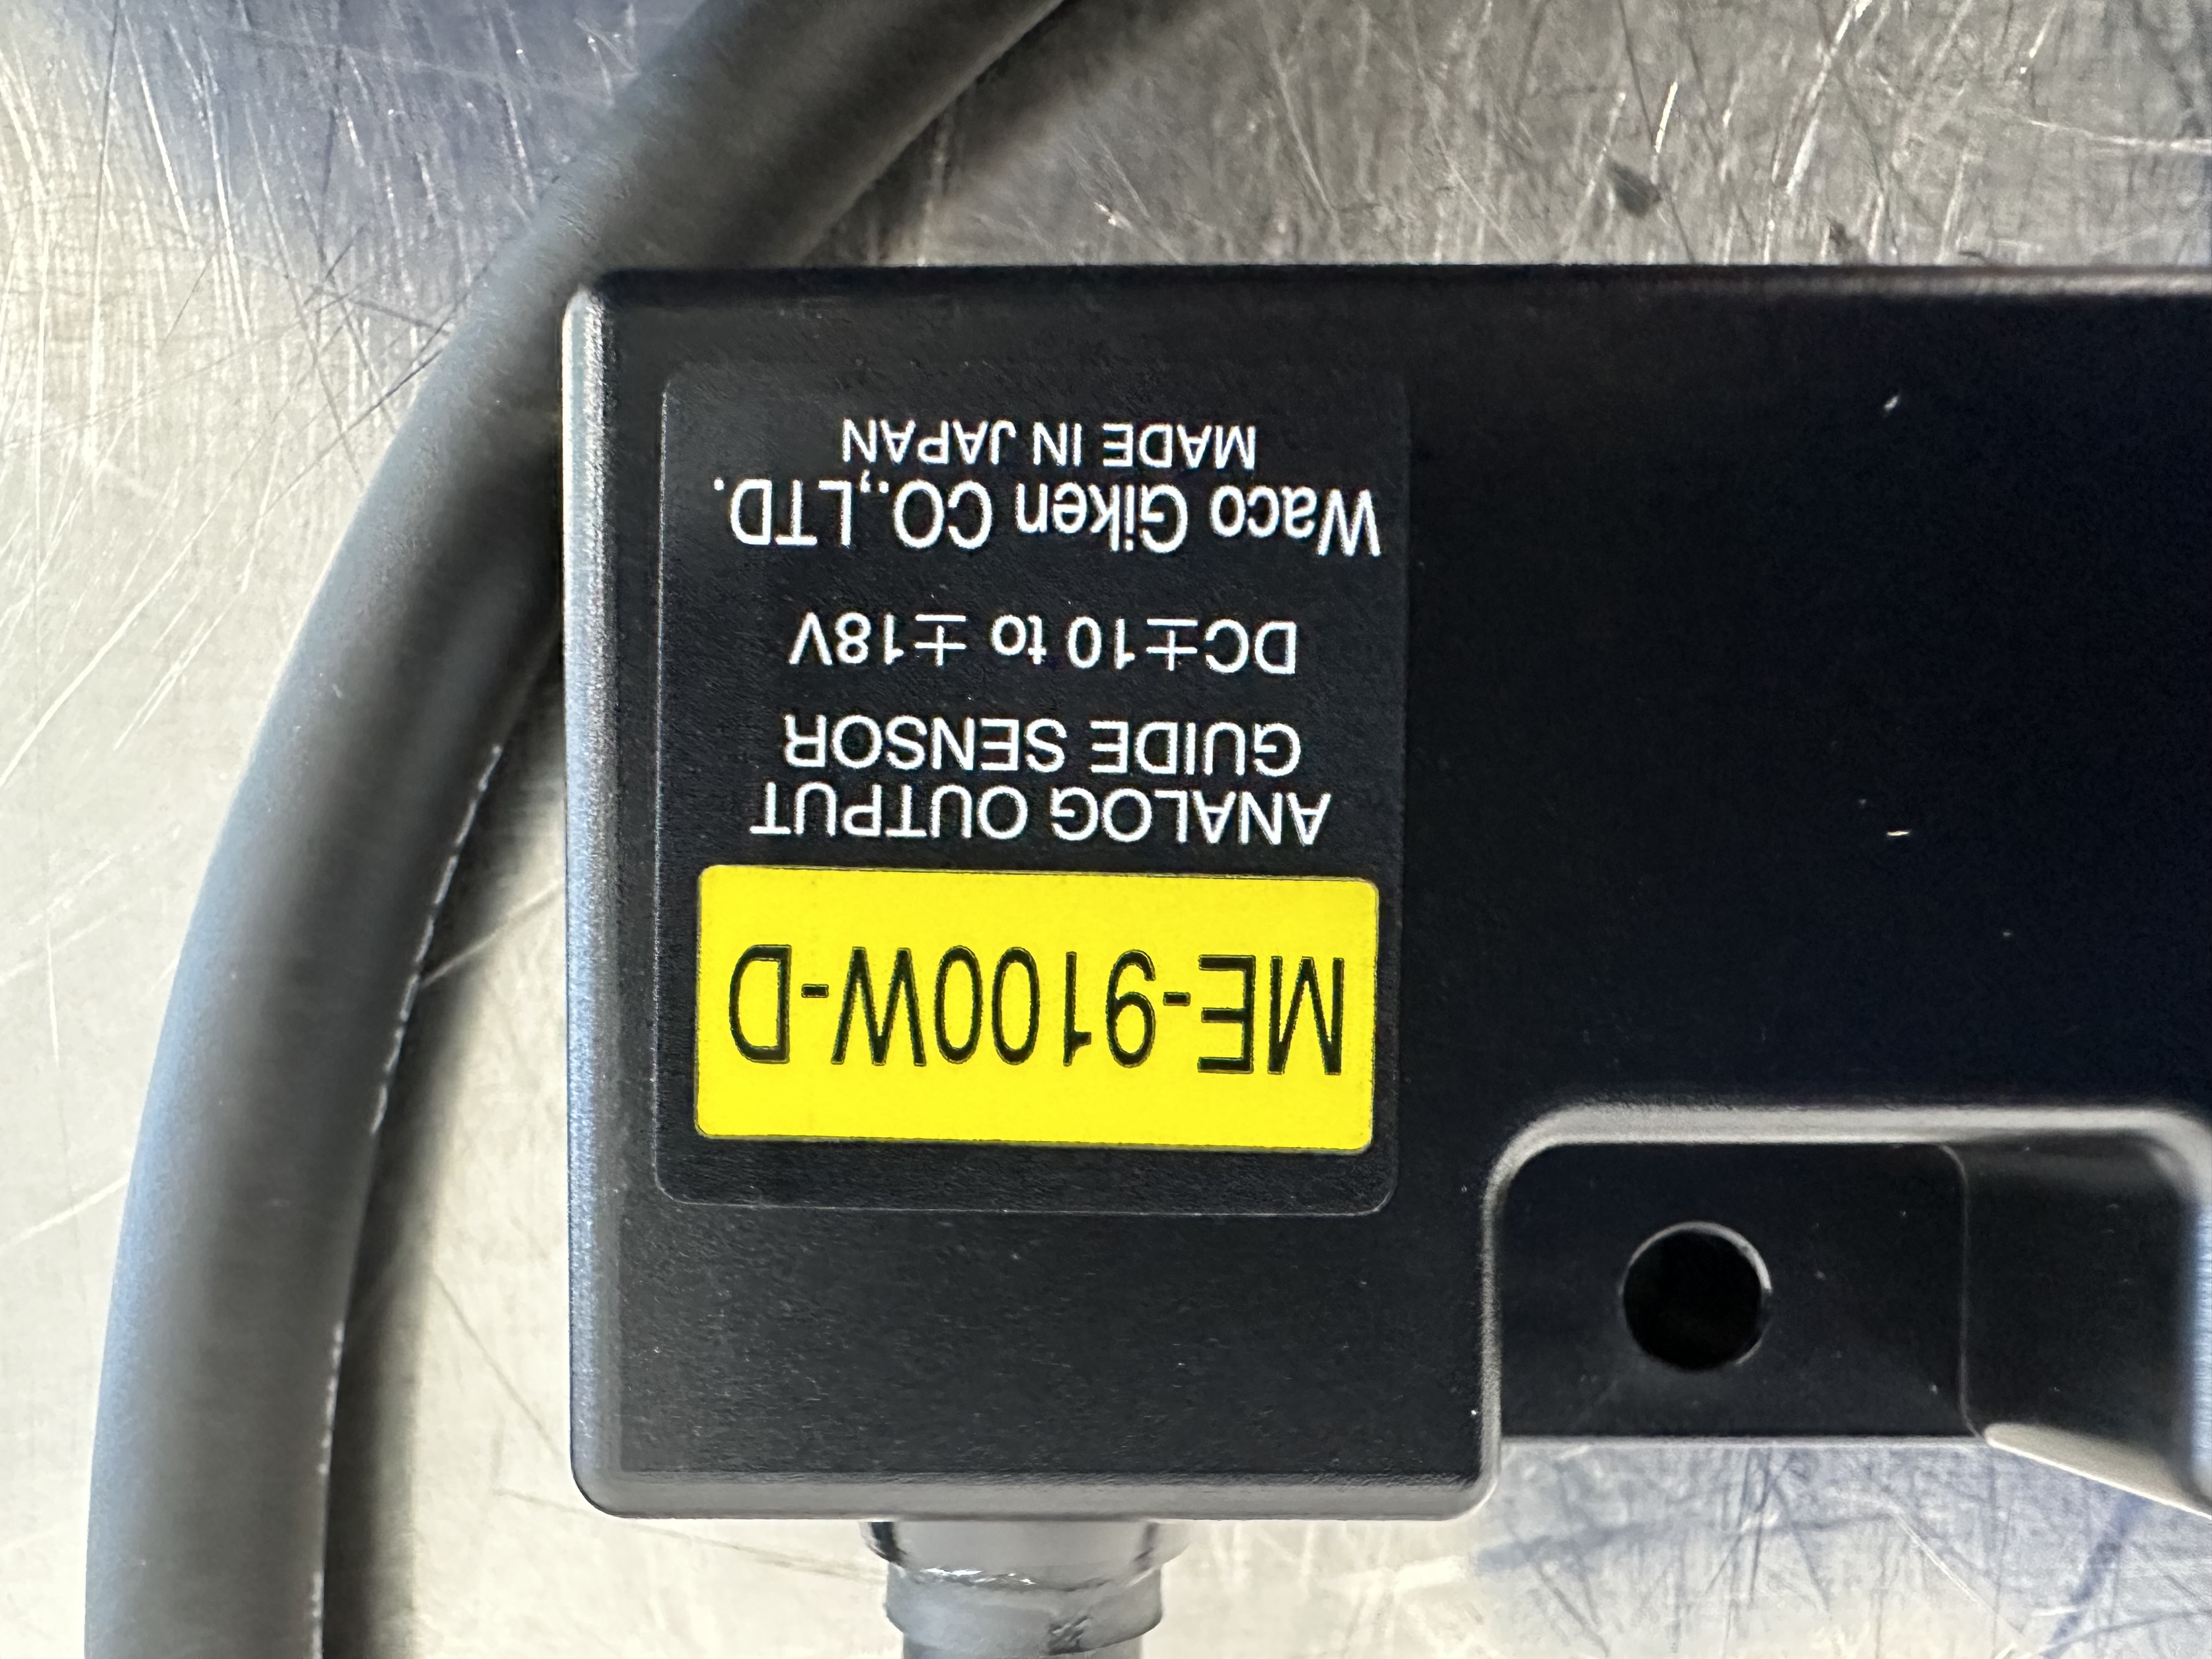 ME-9100W-D
ANALOG OUTPUT
GUIDE SENSOR
DC±10 to ±18V
Waco Giken CO.,LTD.
MADE IN JAPAN